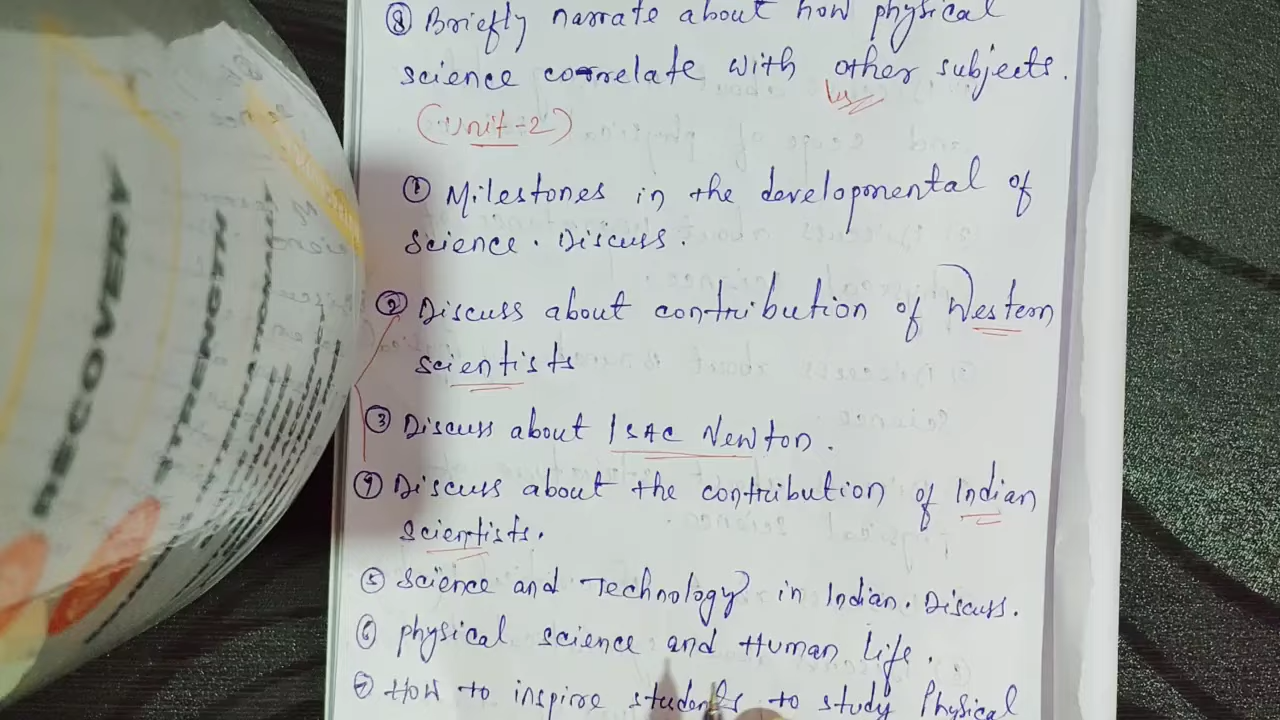 ⑧ Briefly narrate about how physical
science correlate with other subjects.
(Unit-2)
① Milestones in the developmental of
science. Discuss.
② Discuss about contribution of Western
scientists
③ Discuss about ISAC Newton.
④ Discuss about the contribution of Indian
scientists.
⑤ Science and Technology in Indian. Discuss.
⑥ physical science and Human life.
⑦ How to inspire students to study Physical
RECOVERY
STRENGTH